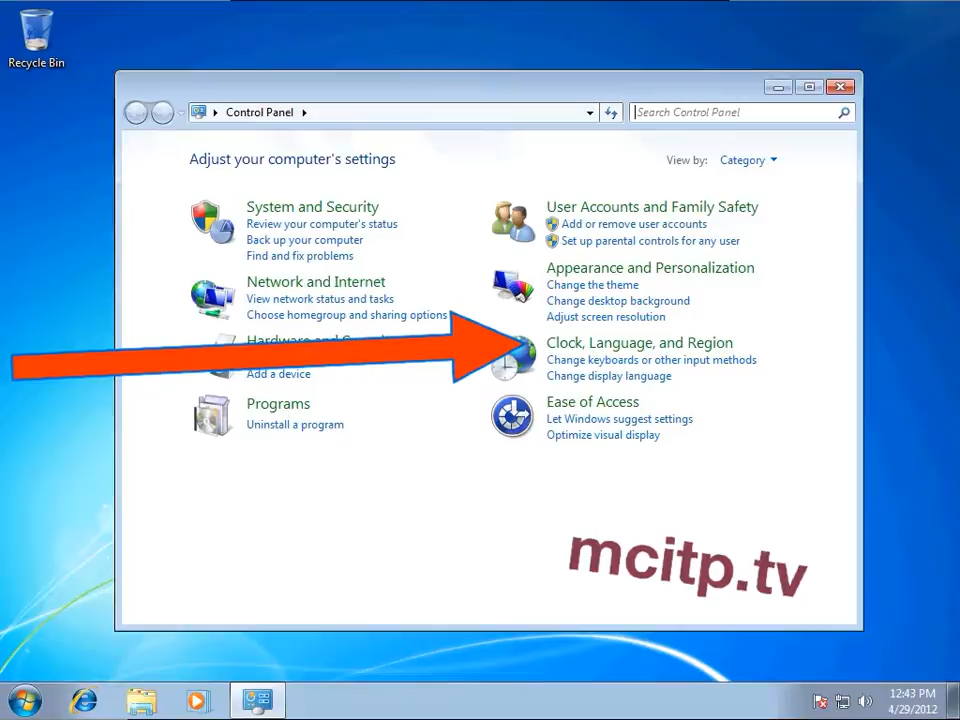 Recycle Bin
Control Panel
Search Control Panel
Adjust your computer's settings
View by: Category
System and Security
Review your computer's status
Back up your computer
Find and fix problems
Network and Internet
View network status and tasks
Choose homegroup and sharing options
Hardware and
Add a device
Programs
Uninstall a program
User Accounts and Family Safety
Add or remove user accounts
Set up parental controls for any user
Appearance and Personalization
Change the theme
Change desktop background
Adjust screen resolution
Clock, Language, and Region
Change keyboards or other input methods
Change display language
Ease of Access
Let Windows suggest settings
Optimize visual display
mcitp.tv
12:43 PM
4/29/2012